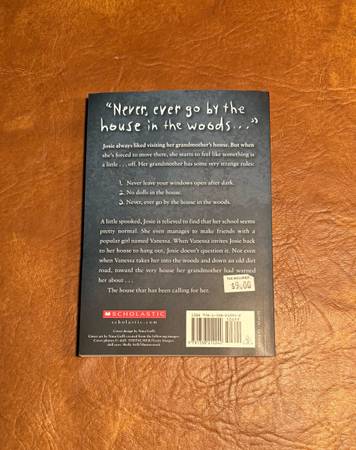 "Never, ever go by the
house in the woods . . ."
Josie always liked visiting her grandmother's house. But when
she's forced to move there, she starts to feel like something is
a little . . . off. Her grandmother has some very strange rules:
1. Never leave your windows open after dark.
2. No dolls in the house.
3. Never, ever go by the house in the woods.
A little spooked, Josie is relieved to find that her school seems
pretty normal. She even manages to make friends with a
popular girl named Vanessa. When Vanessa invites Josie back
to her house to hang out, Josie doesn't question it. Not even
when Vanessa takes her into the woods and down an old dirt
road, toward the very house her grandmother had warned
her about . . .
The house that has been calling for her.
$9.00
SCHOLASTIC
scholastic.com